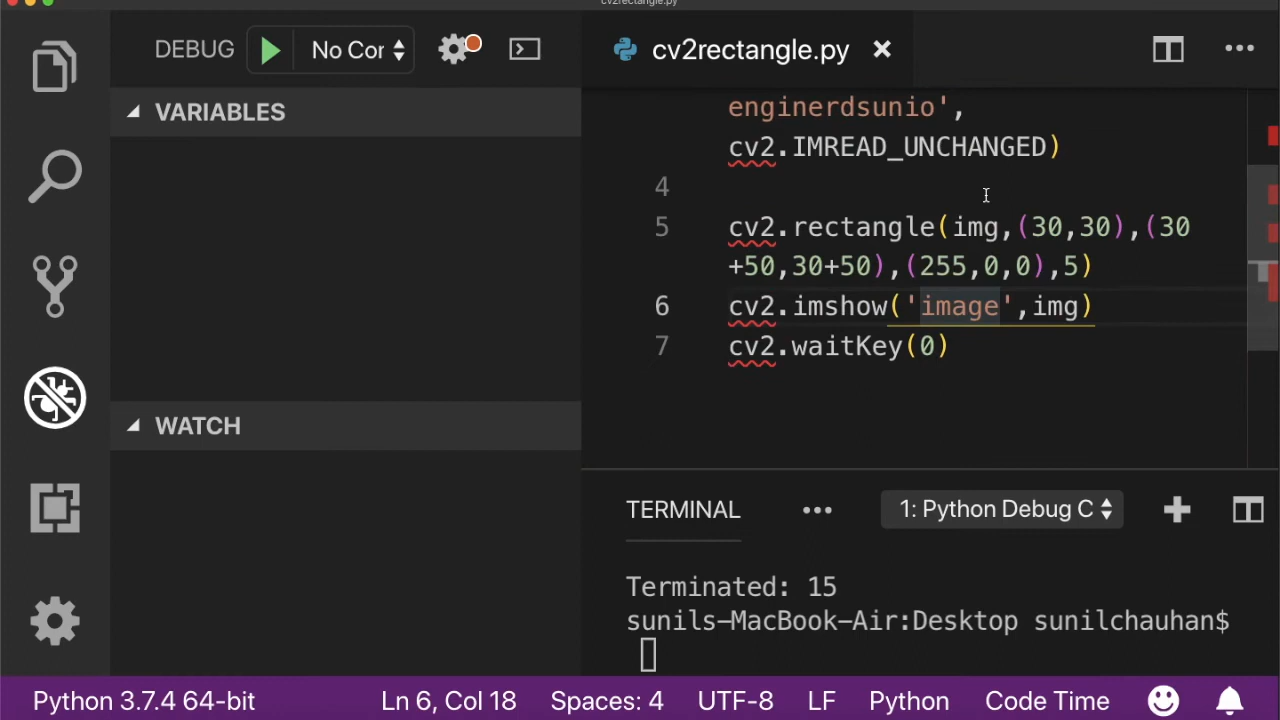 cv2rectangle.py
DEBUG
No Cor
cv2rectangle.py
VARIABLES
WATCH
enginerdsunio',
cv2.IMREAD_UNCHANGED)
4
5 cv2.rectangle(img,(30,30),(30
+50,30+50),(255,0,0),5)
6 cv2.imshow('image',img)
7 cv2.waitKey(0)
TERMINAL
1: Python Debug C
Terminated: 15
sunils-MacBook-Air:Desktop sunilchauhan$
Python 3.7.4 64-bit Ln 6, Col 18 Spaces: 4 UTF-8 LF Python Code Time